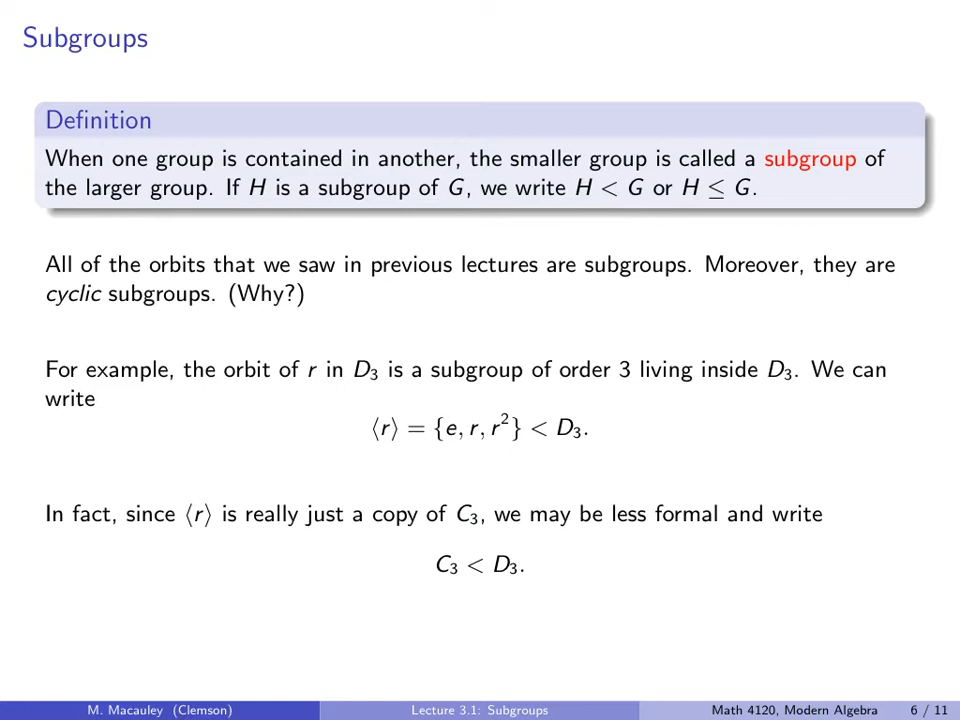 Subgroups
Definition
When one group is contained in another, the smaller group is called a subgroup of
the larger group. If H is a subgroup of G, we write H < G or H ≤ G.
All of the orbits that we saw in previous lectures are subgroups. Moreover, they are
cyclic subgroups. (Why?)
For example, the orbit of r in D₃ is a subgroup of order 3 living inside D₃. We can
write
⟨r⟩ = {e, r, r²} < D₃.
In fact, since ⟨r⟩ is really just a copy of C₃, we may be less formal and write
C₃ < D₃.
M. Macauley (Clemson) Lecture 3.1: Subgroups Math 4120, Modern Algebra 6 / 11